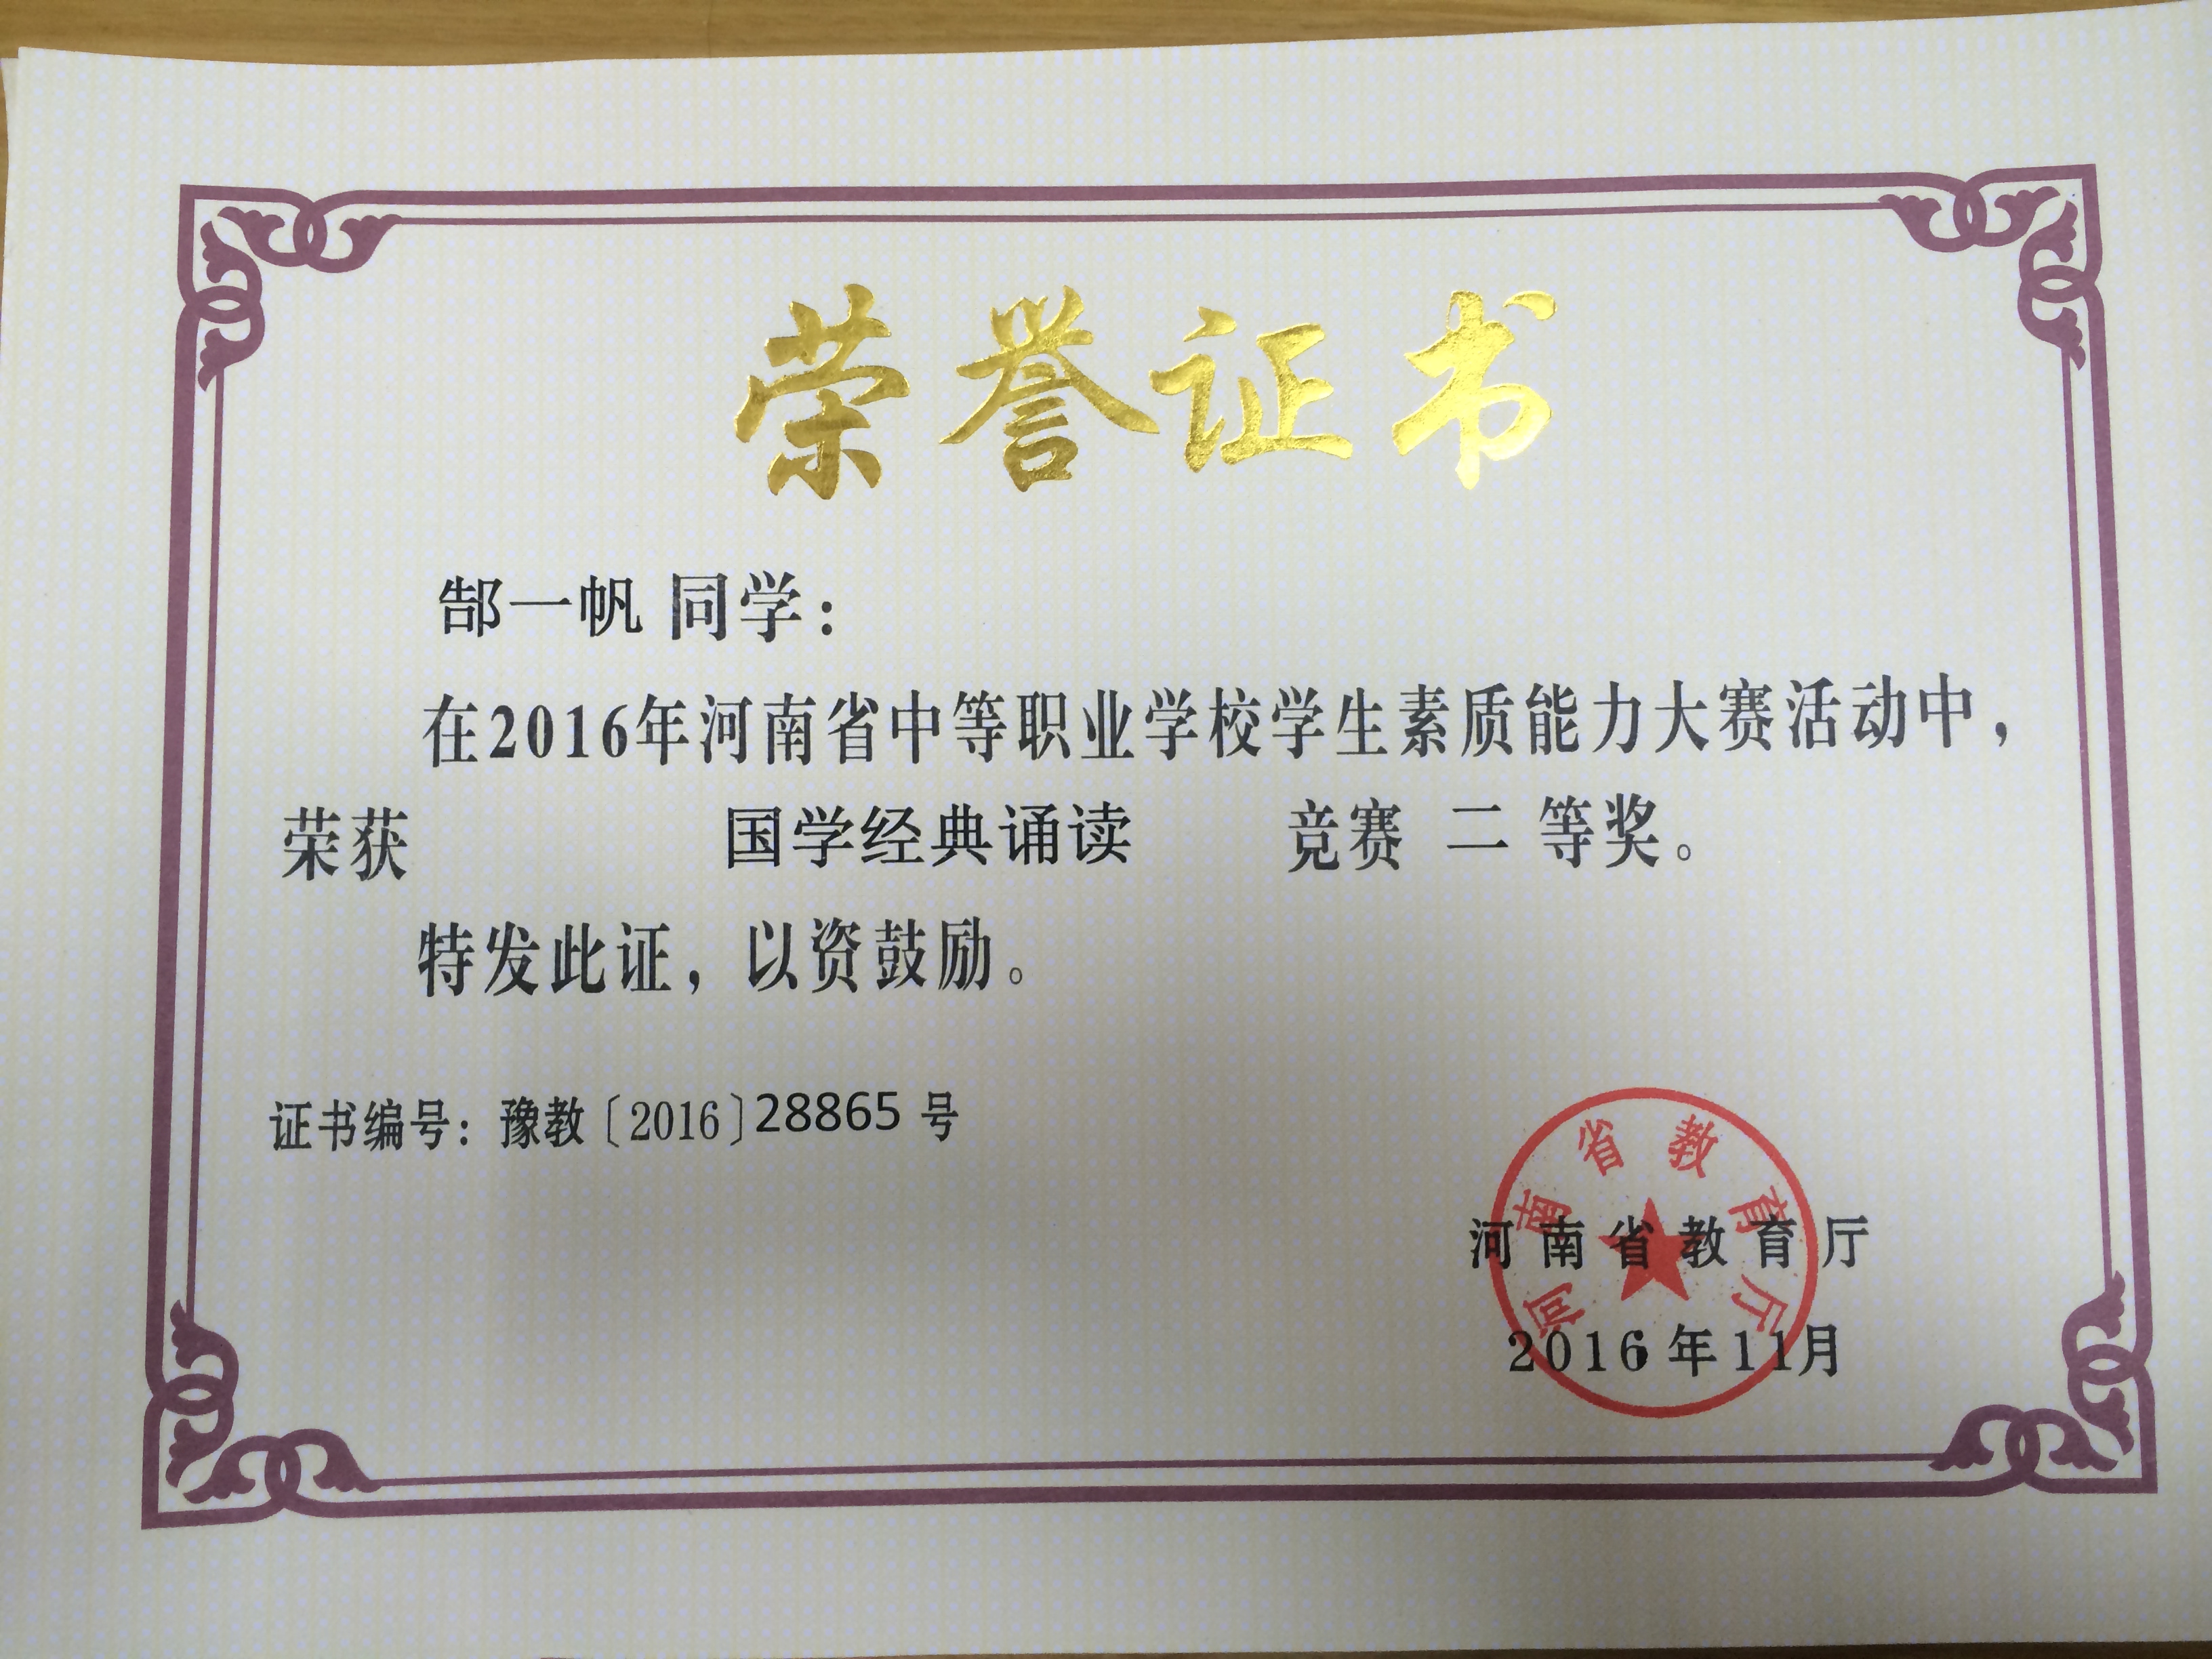 荣誉证书
郜一帆 同学：
在2016年河南省中等职业学校学生素质能力大赛活动中，
荣获 国学经典诵读 竞赛 二 等奖。
特发此证，以资鼓励。
证书编号：豫教〔2016〕28865 号
河南省教育厅
河南省教育厅
2016年11月